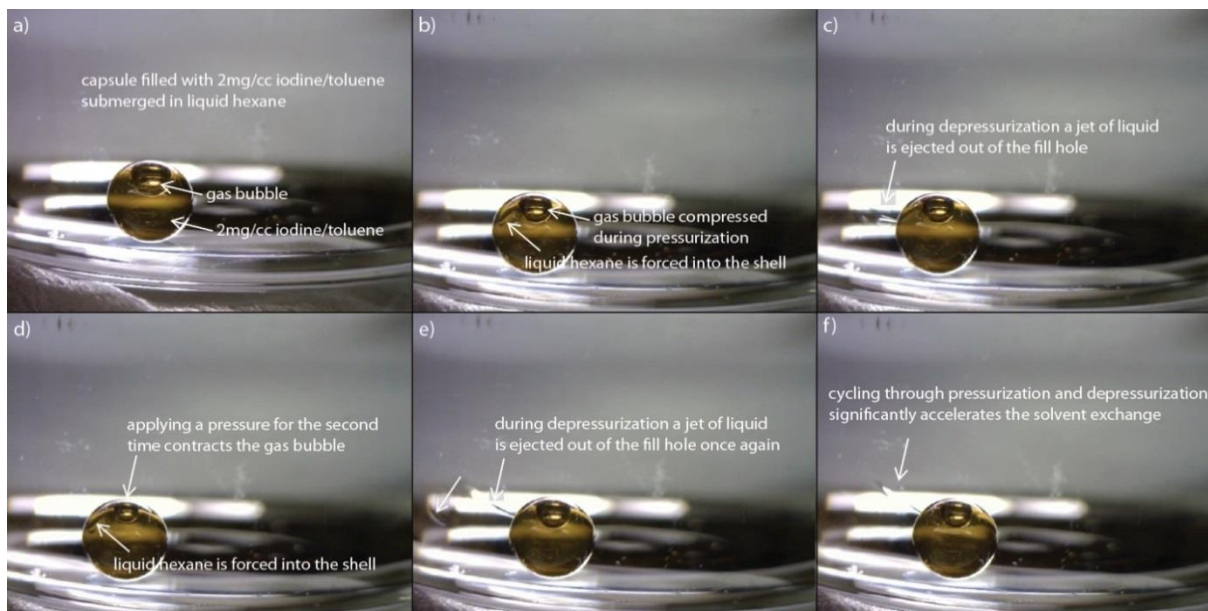 a)
capsule filled with 2mg/cc iodine/toluene
submerged in liquid hexane
gas bubble
2mg/cc iodine/toluene
b)
gas bubble compressed
during pressurization
liquid hexane is forced into the shell
c)
during depressurization a jet of liquid
is ejected out of the fill hole
d)
applying a pressure for the second
time contracts the gas bubble
liquid hexane is forced into the shell
e)
during depressurization a jet of liquid
is ejected out of the fill hole once again
f)
cycling through pressurization and depressurization
significantly accelerates the solvent exchange